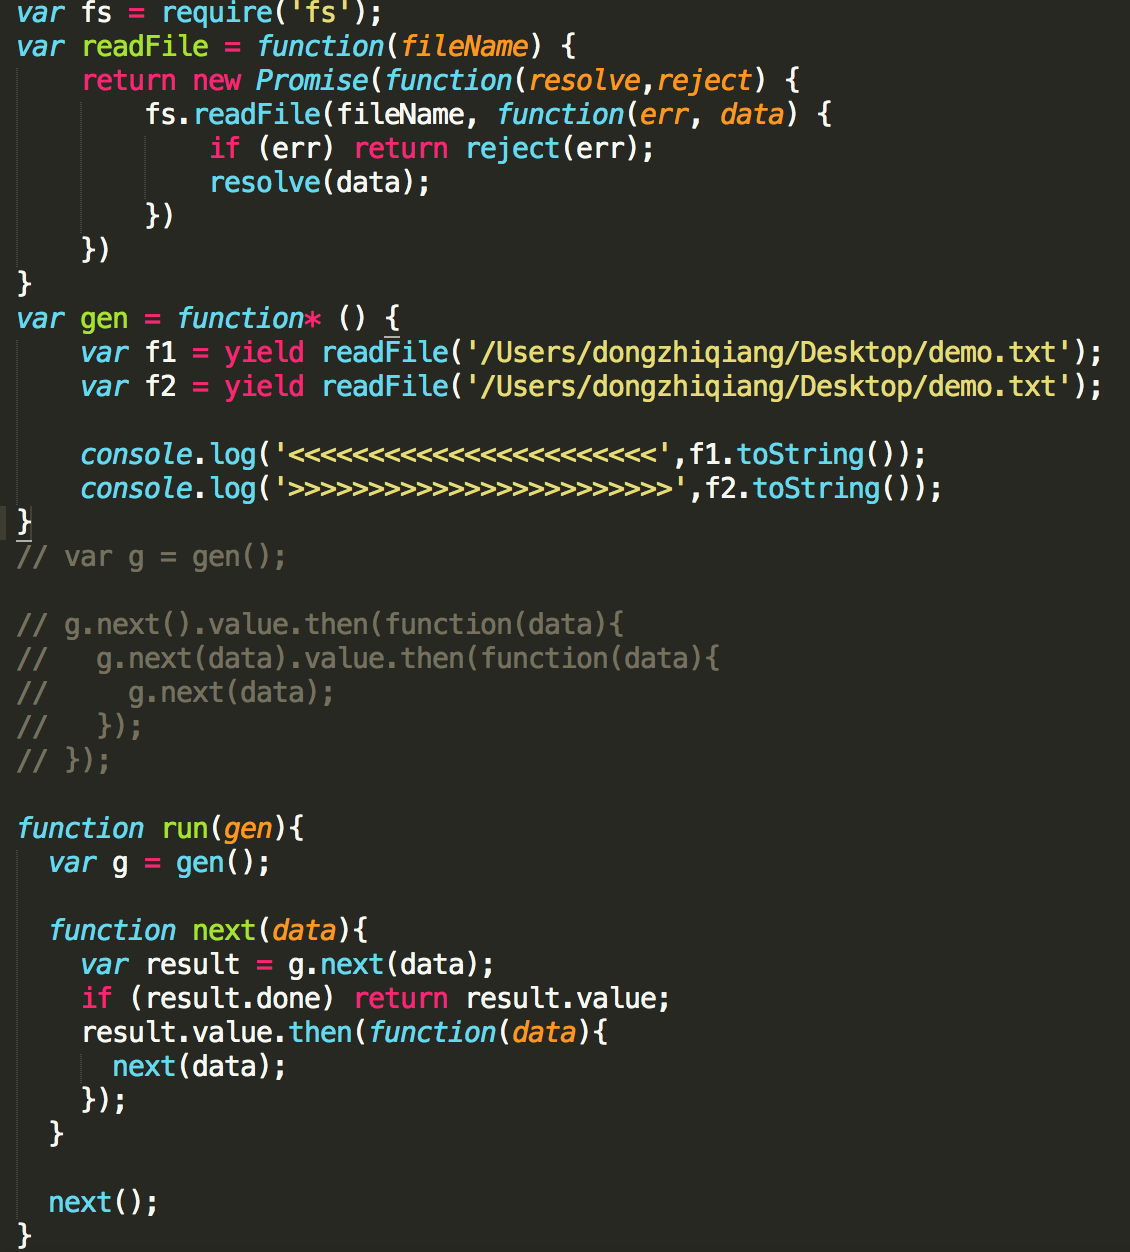 var fs = require('fs');
var readFile = function(fileName) {
    return new Promise(function(resolve,reject) {
        fs.readFile(fileName, function(err, data) {
            if (err) return reject(err);
            resolve(data);
        })
    })
}
var gen = function* () {
    var f1 = yield readFile('/Users/dongzhiqiang/Desktop/demo.txt');
    var f2 = yield readFile('/Users/dongzhiqiang/Desktop/demo.txt');

    console.log('<<<<<<<<<<<<<<<<<<<<<<<',f1.toString());
    console.log('>>>>>>>>>>>>>>>>>>>>>>>>',f2.toString());
}
// var g = gen();

// g.next().value.then(function(data){
//   g.next(data).value.then(function(data){
//     g.next(data);
//   });
// });

function run(gen){
  var g = gen();

  function next(data){
    var result = g.next(data);
    if (result.done) return result.value;
    result.value.then(function(data){
      next(data);
    });
  }

  next();
}